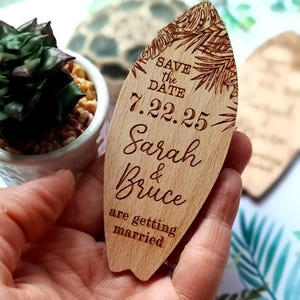 SAVE
the
DATE
7.22.25
Sarah
&
Bruce
are getting
married